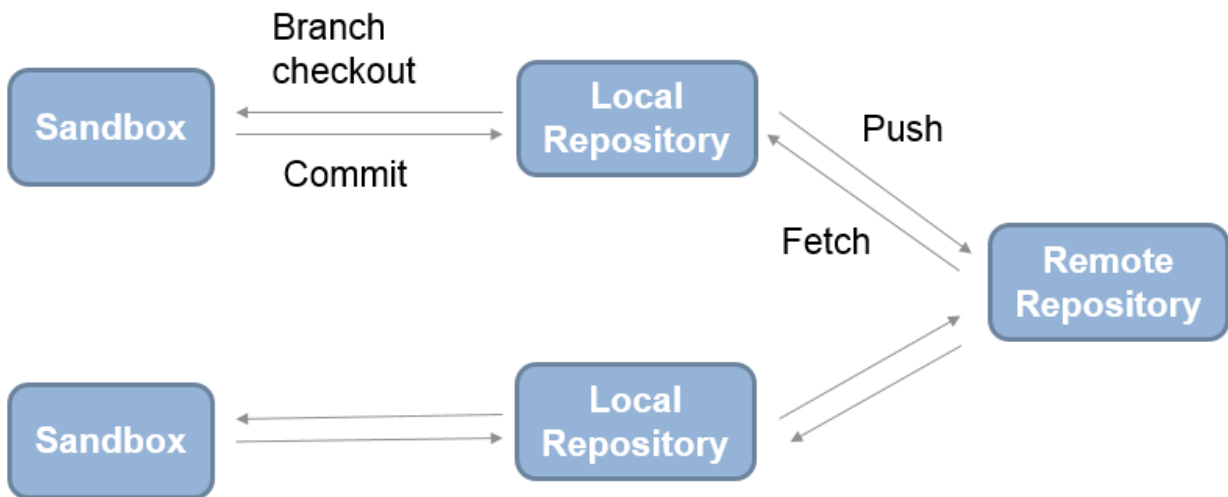 Branch
checkout
Sandbox
Local
Repository
Commit
Push
Fetch
Remote
Repository
Sandbox
Local
Repository